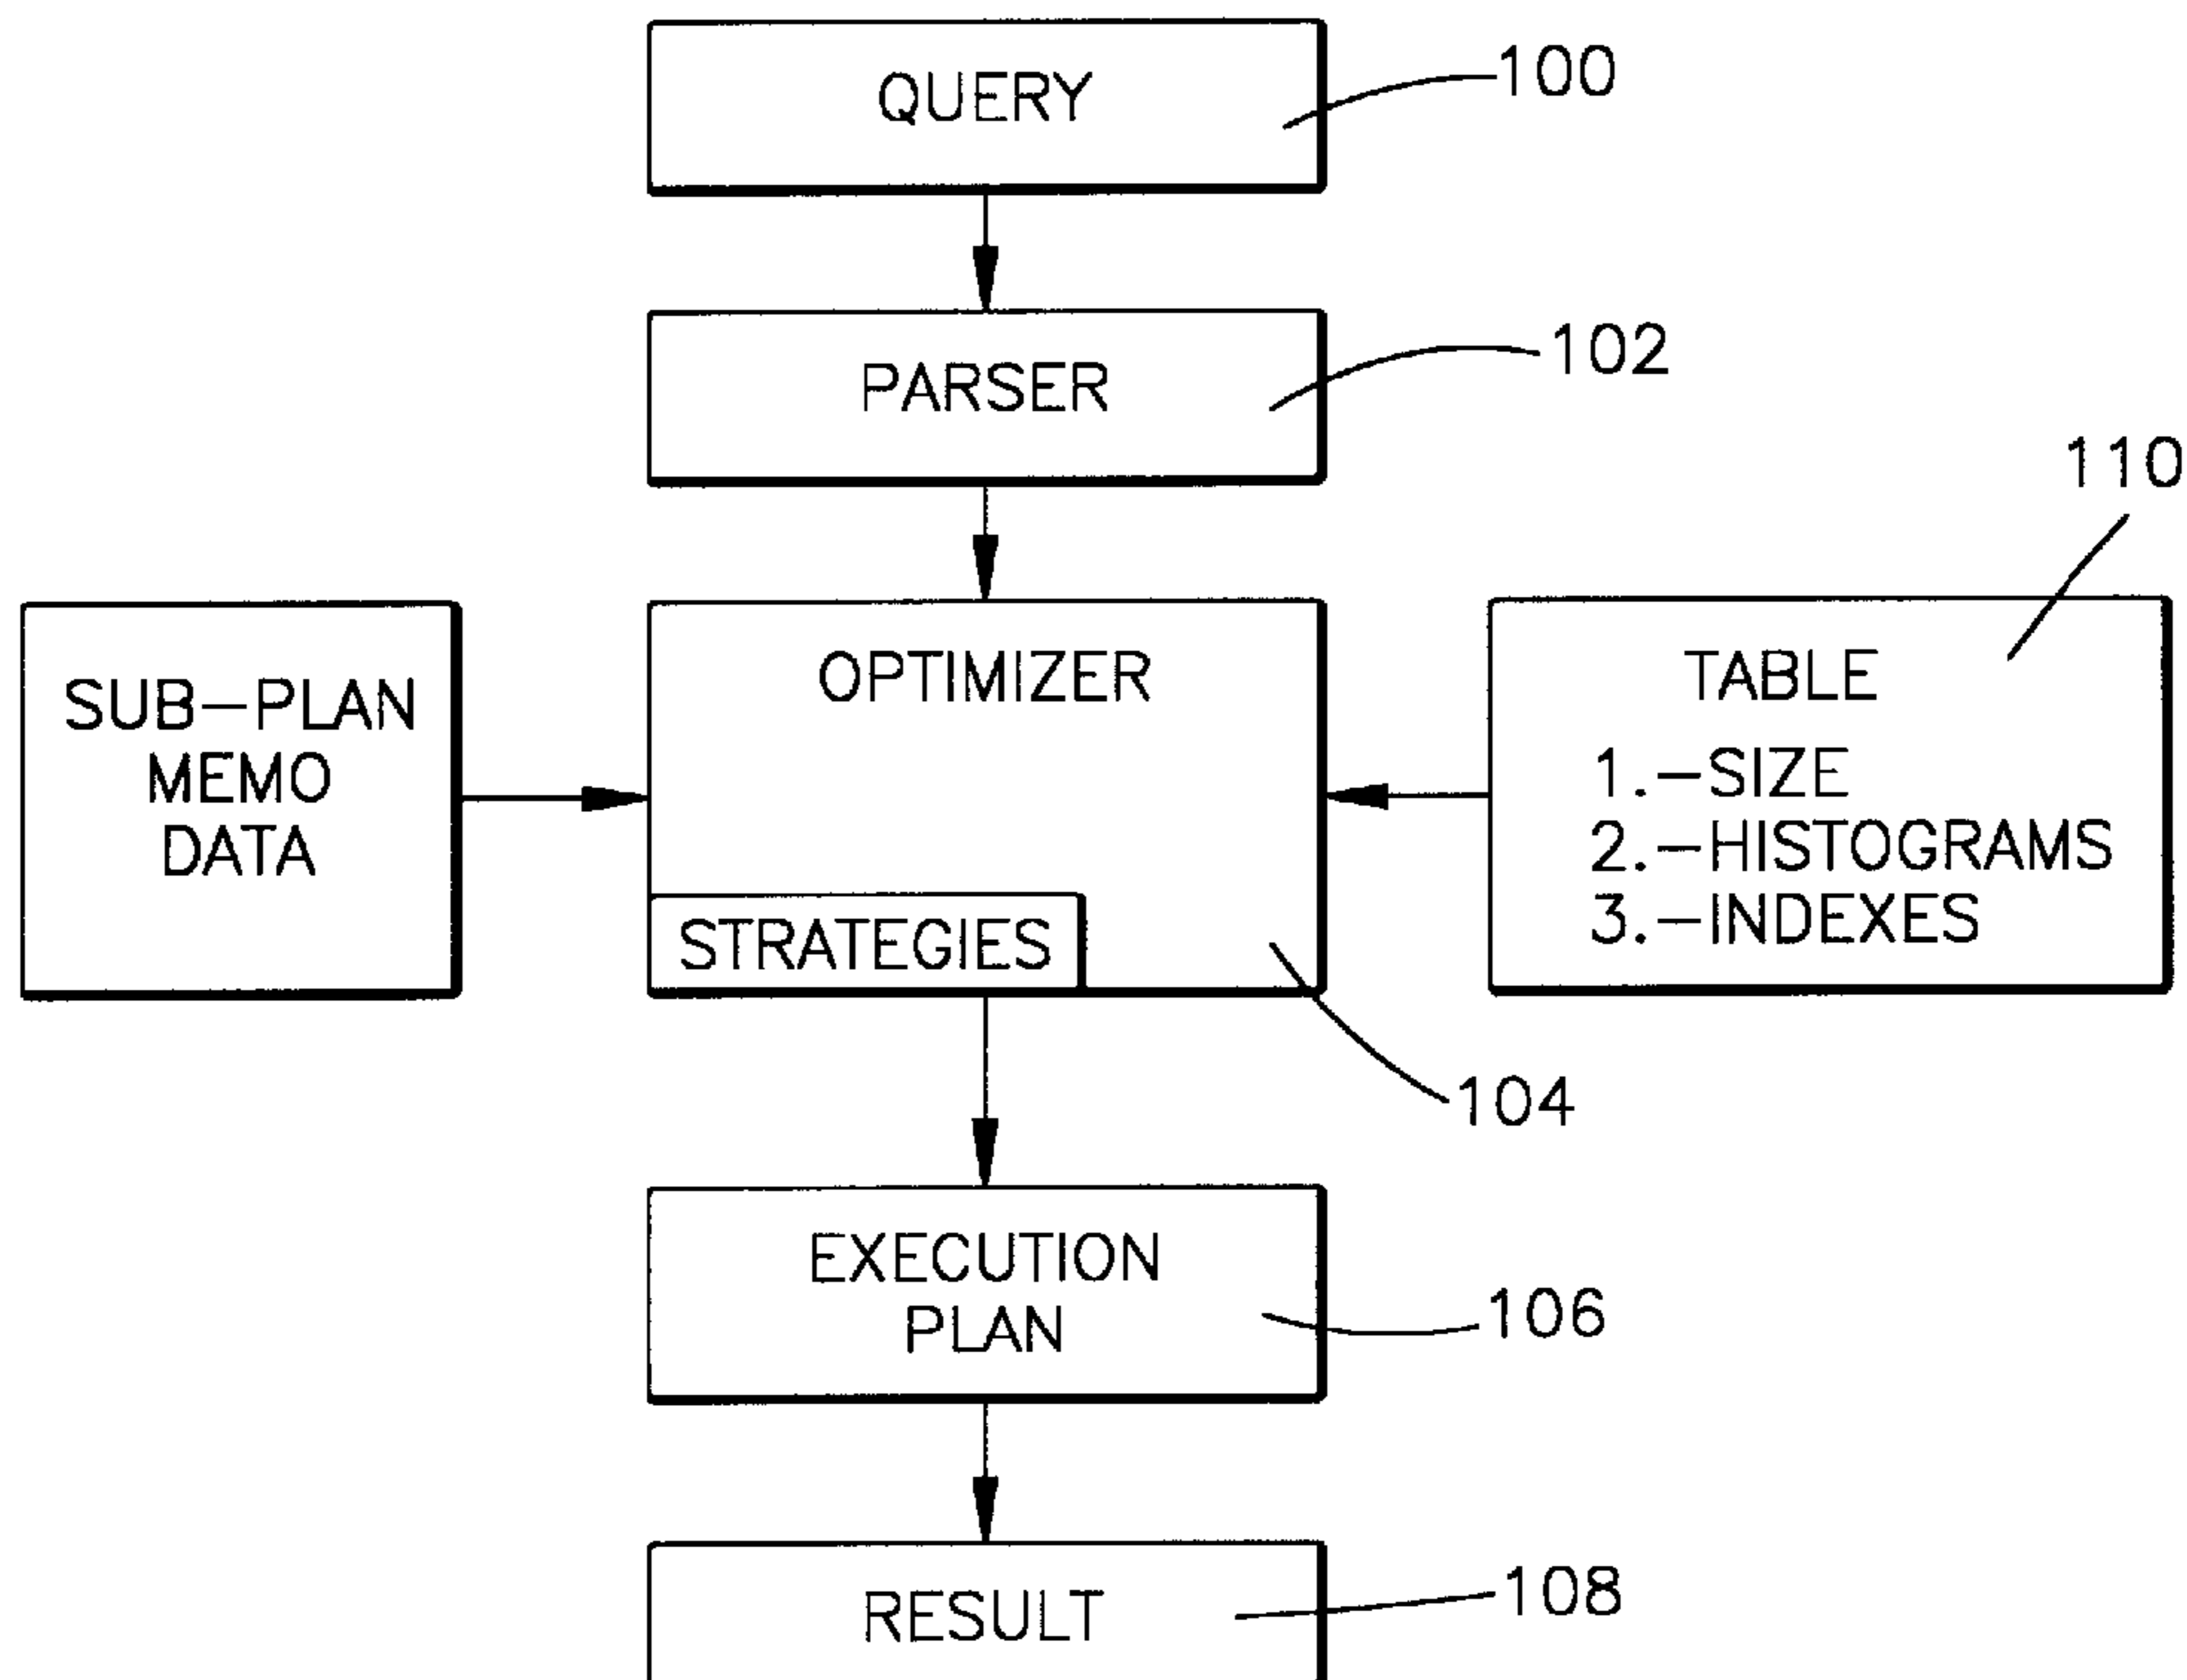 QUERY
100
PARSER
102
110
SUB-PLAN
MEMO
DATA
OPTIMIZER
STRATEGIES
TABLE
1.-SIZE
2.-HISTOGRAMS
3.-INDEXES
104
EXECUTION
PLAN
106
RESULT
108